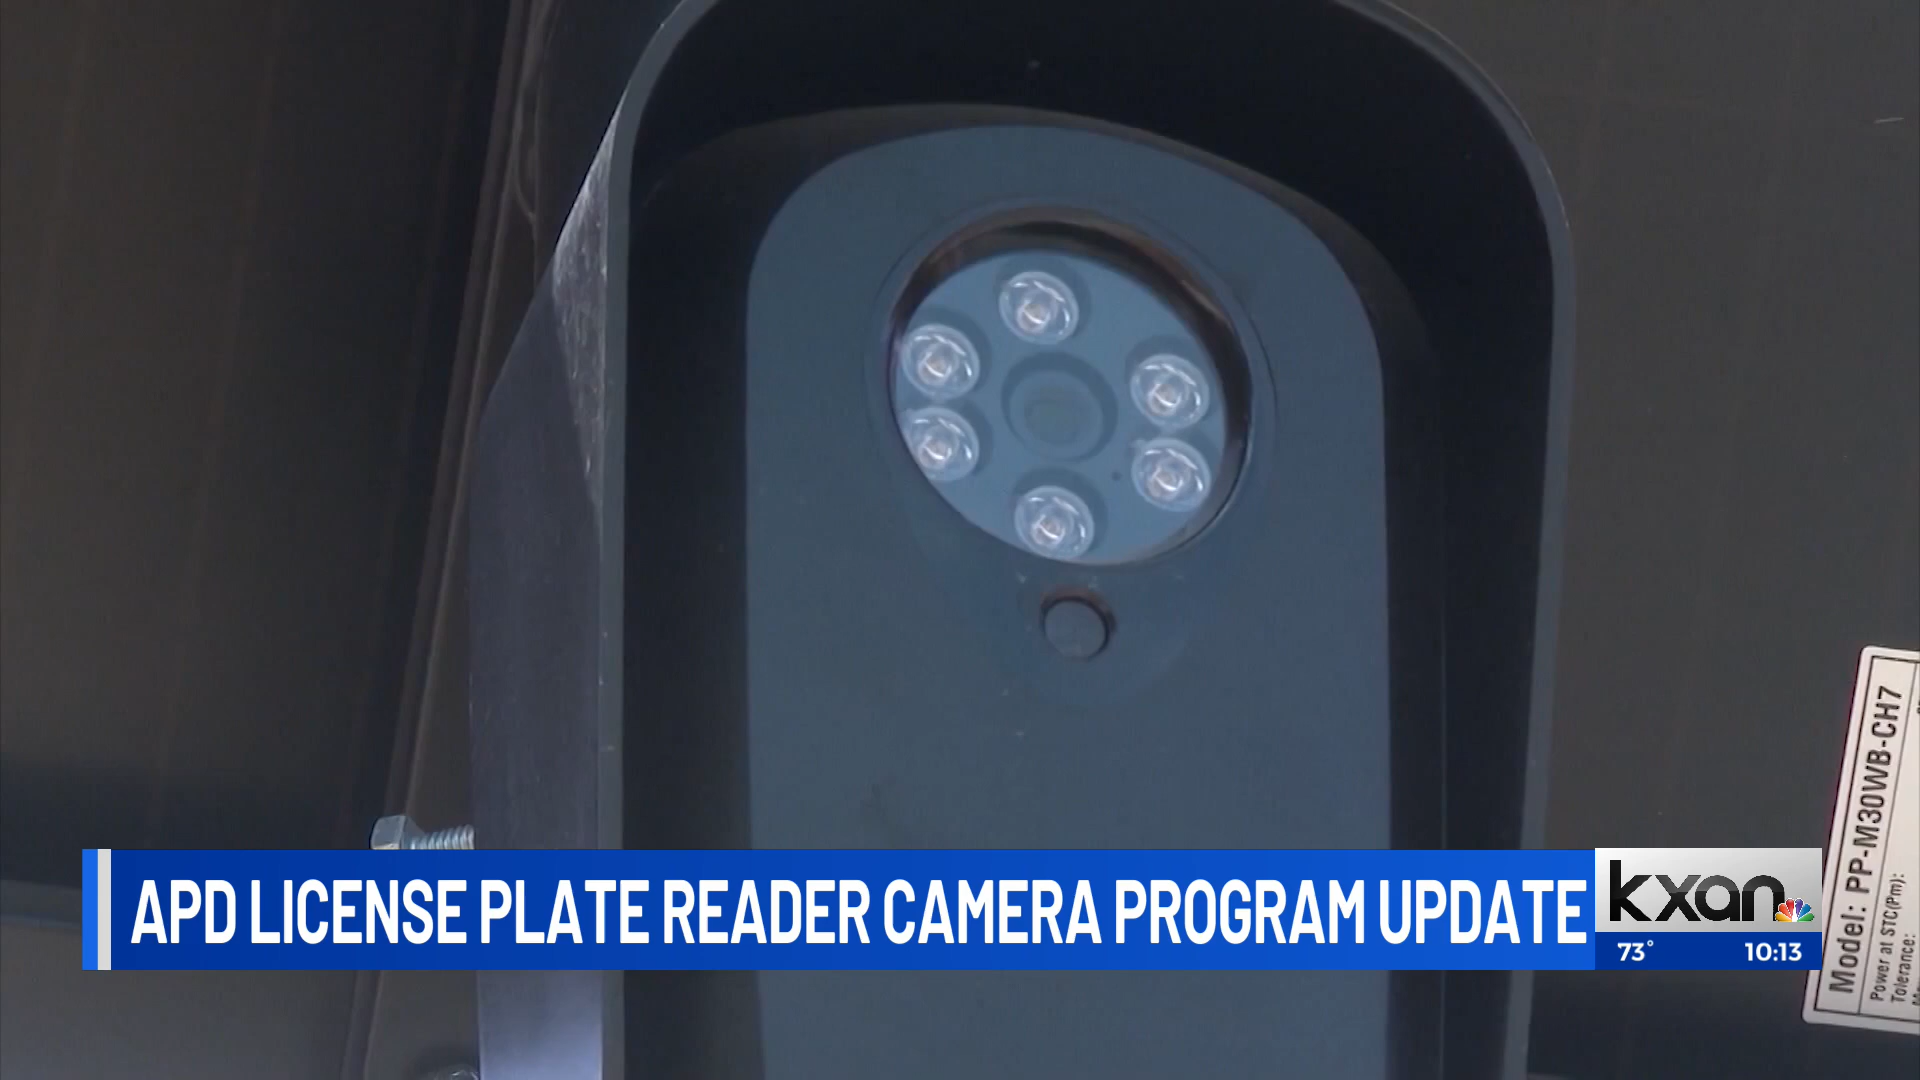 APD LICENSE PLATE READER CAMERA PROGRAM UPDATE
kxan
73°
10:13
Model: PP-M30WB-CH7
Power at STC(Pm):
Tolerance: